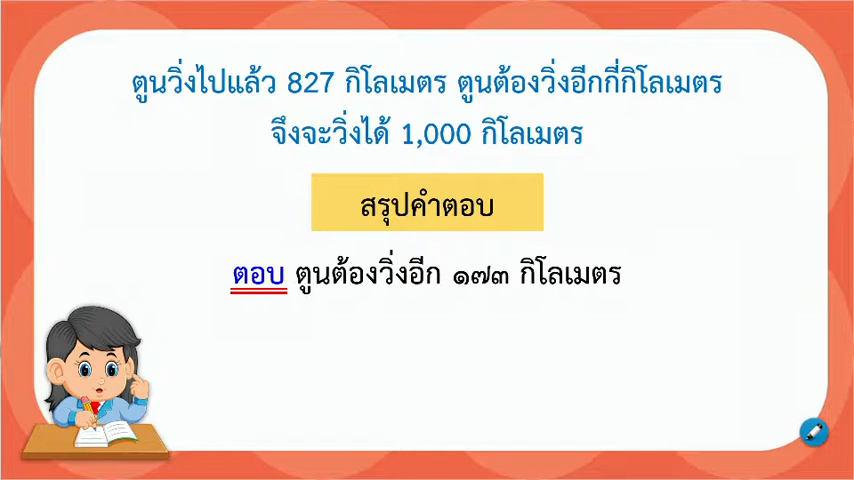 ตูนวิ่งไปแล้ว 827 กิโลเมตร ตูนต้องวิ่งอีกกี่กิโลเมตร
จึงจะวิ่งได้ 1,000 กิโลเมตร
สรุปคำตอบ
ตอบ ตูนต้องวิ่งอีก ๑๗๓ กิโลเมตร